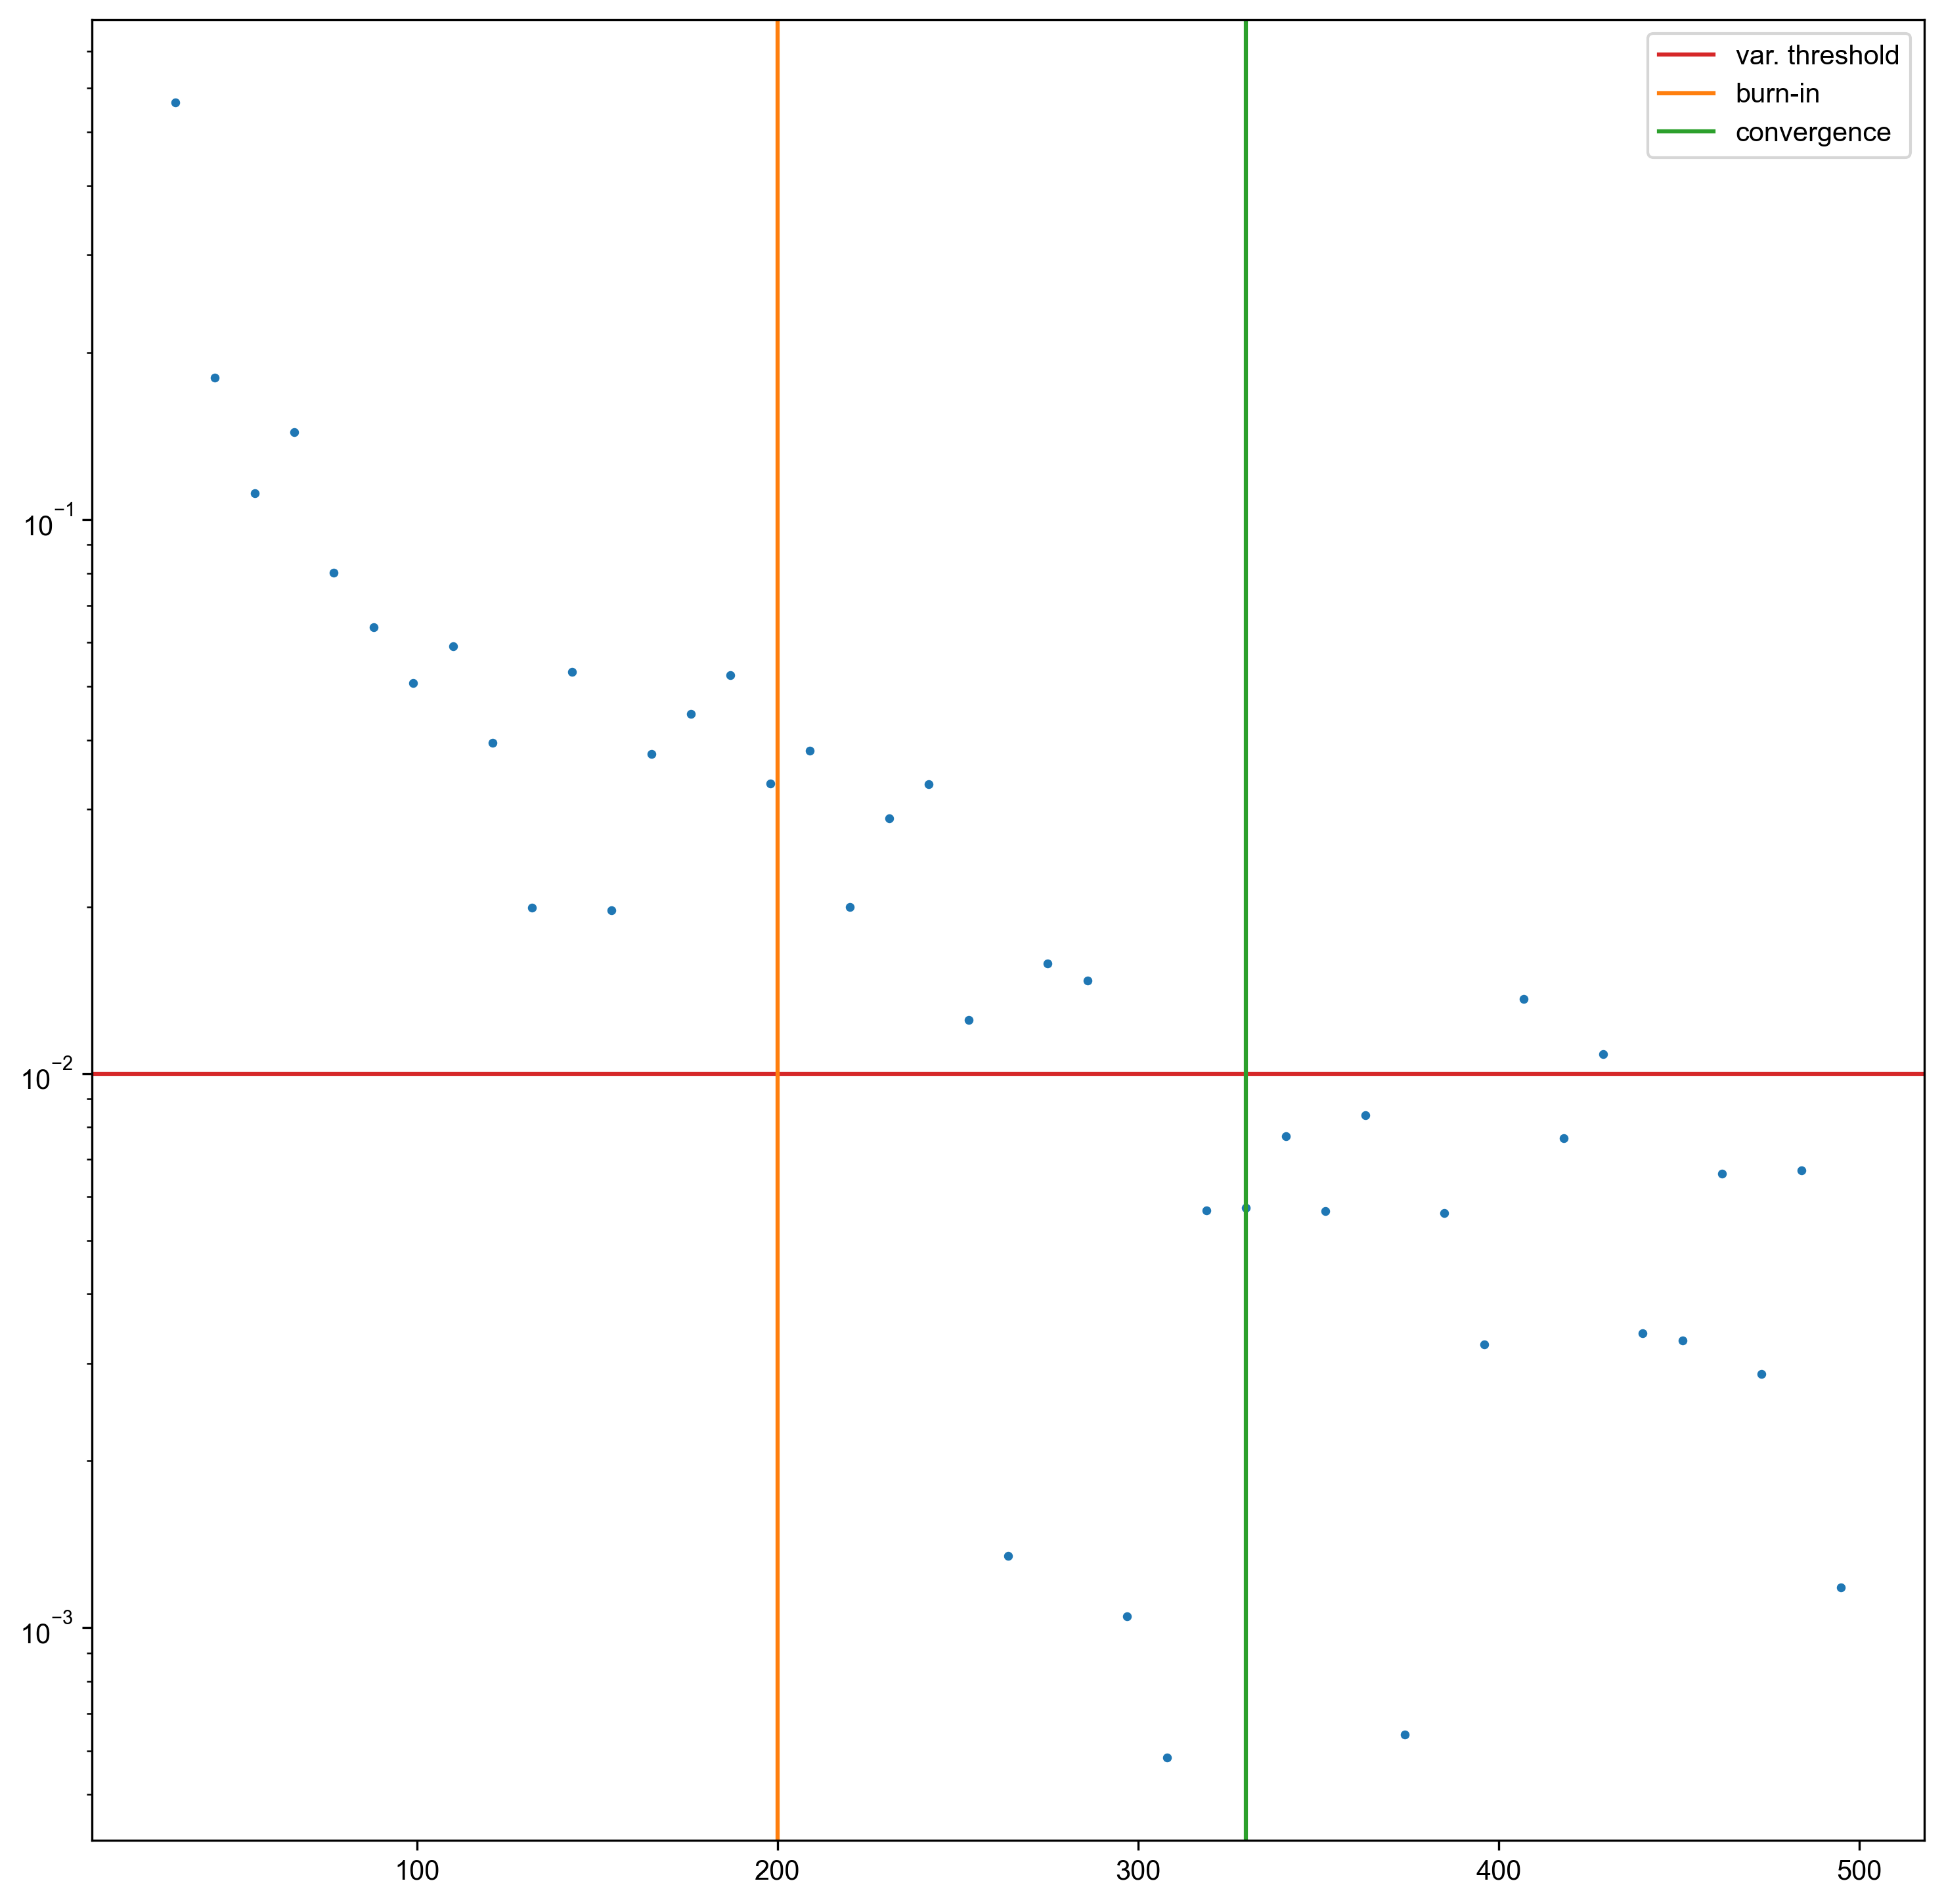 var. threshold
burn-in
convergence
10⁻¹
10⁻²
10⁻³
100 200 300 400 500